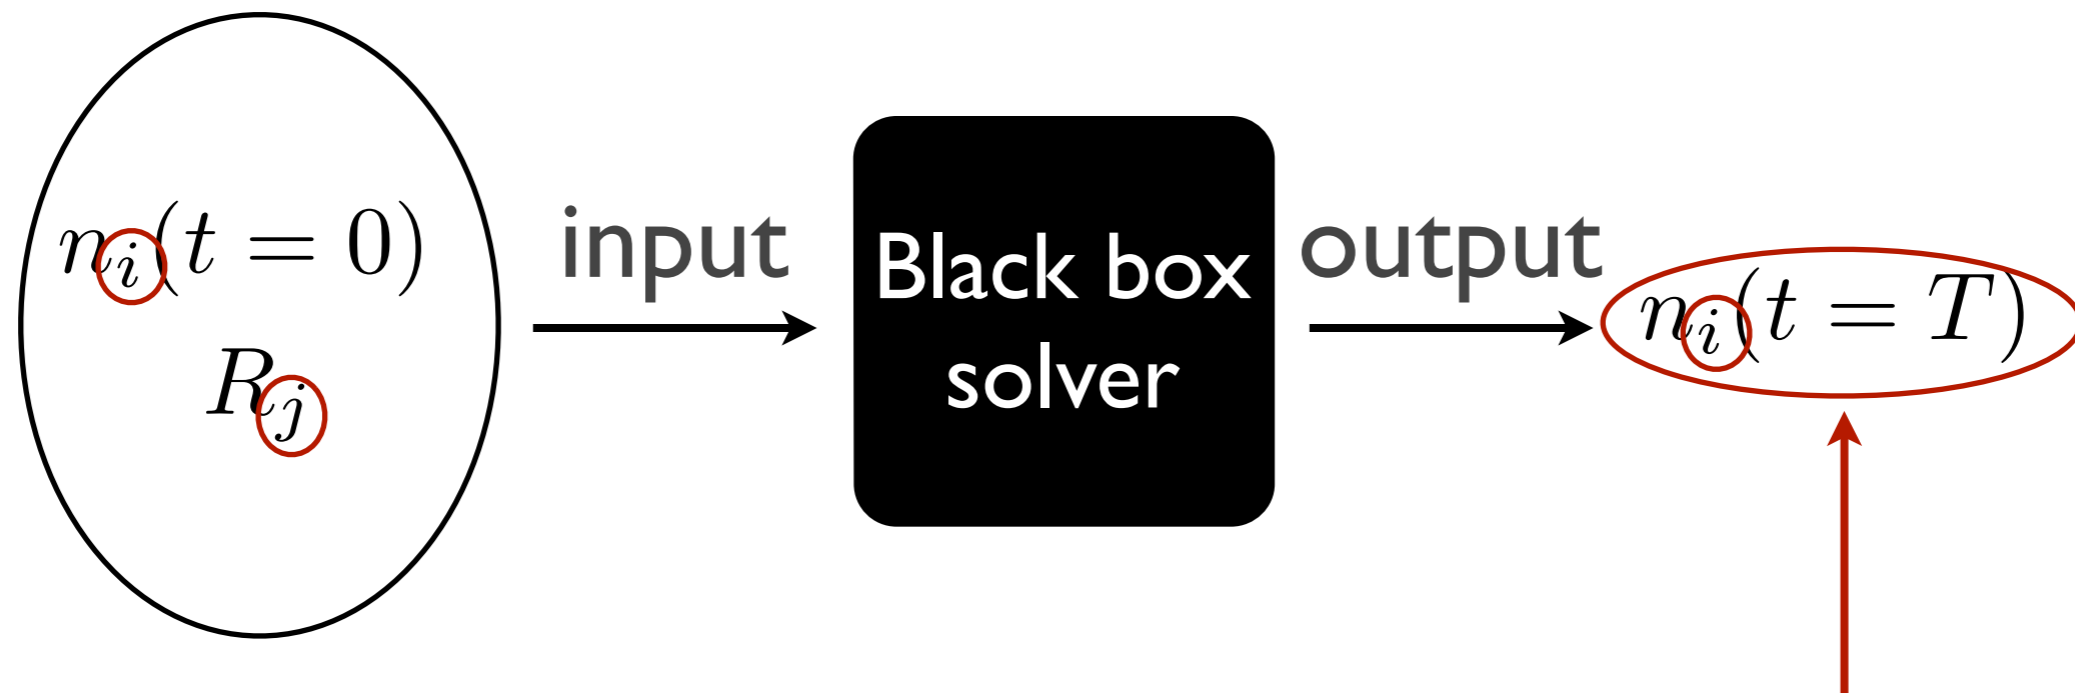 n_i(t = 0)
R_j
input
Black box
solver
output
n_i(t = T)